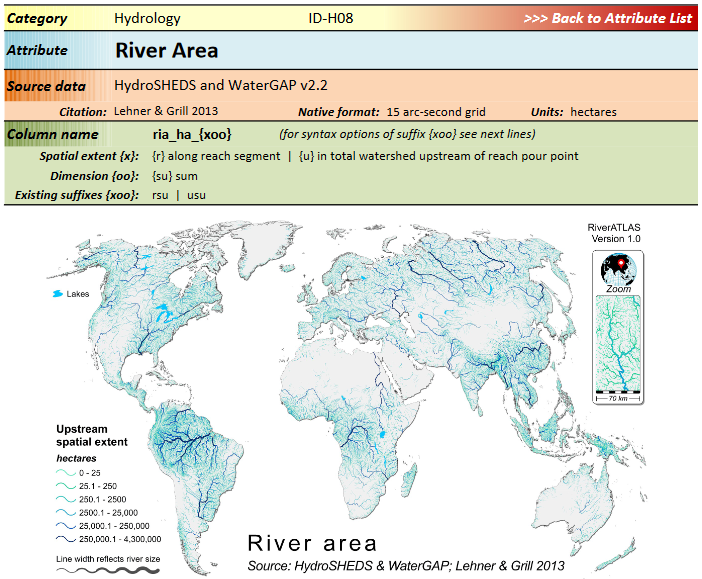 Category Hydrology ID-H08 >>> Back to Attribute List
Attribute River Area
Source data HydroSHEDS and WaterGAP v2.2
Citation: Lehner & Grill 2013 Native format: 15 arc-second grid Units: hectares
Column name ria_ha_{xoo} (for syntax options of suffix {xoo} see next lines)
Spatial extent {x}: {r} along reach segment | {u} in total watershed upstream of reach pour point
Dimension {oo}: {su} sum
Existing suffixes {xoo}: rsu | usu
RiverATLAS
Version 1.0
Zoom
70 km
Lakes
Upstream
spatial extent
hectares
0 - 25
25.1 - 250
250.1 - 2500
2500.1 - 25,000
25,000.1 - 250,000
250,000.1 - 4,300,000
Line width reflects river size
River area
Source: HydroSHEDS & WaterGAP; Lehner & Grill 2013